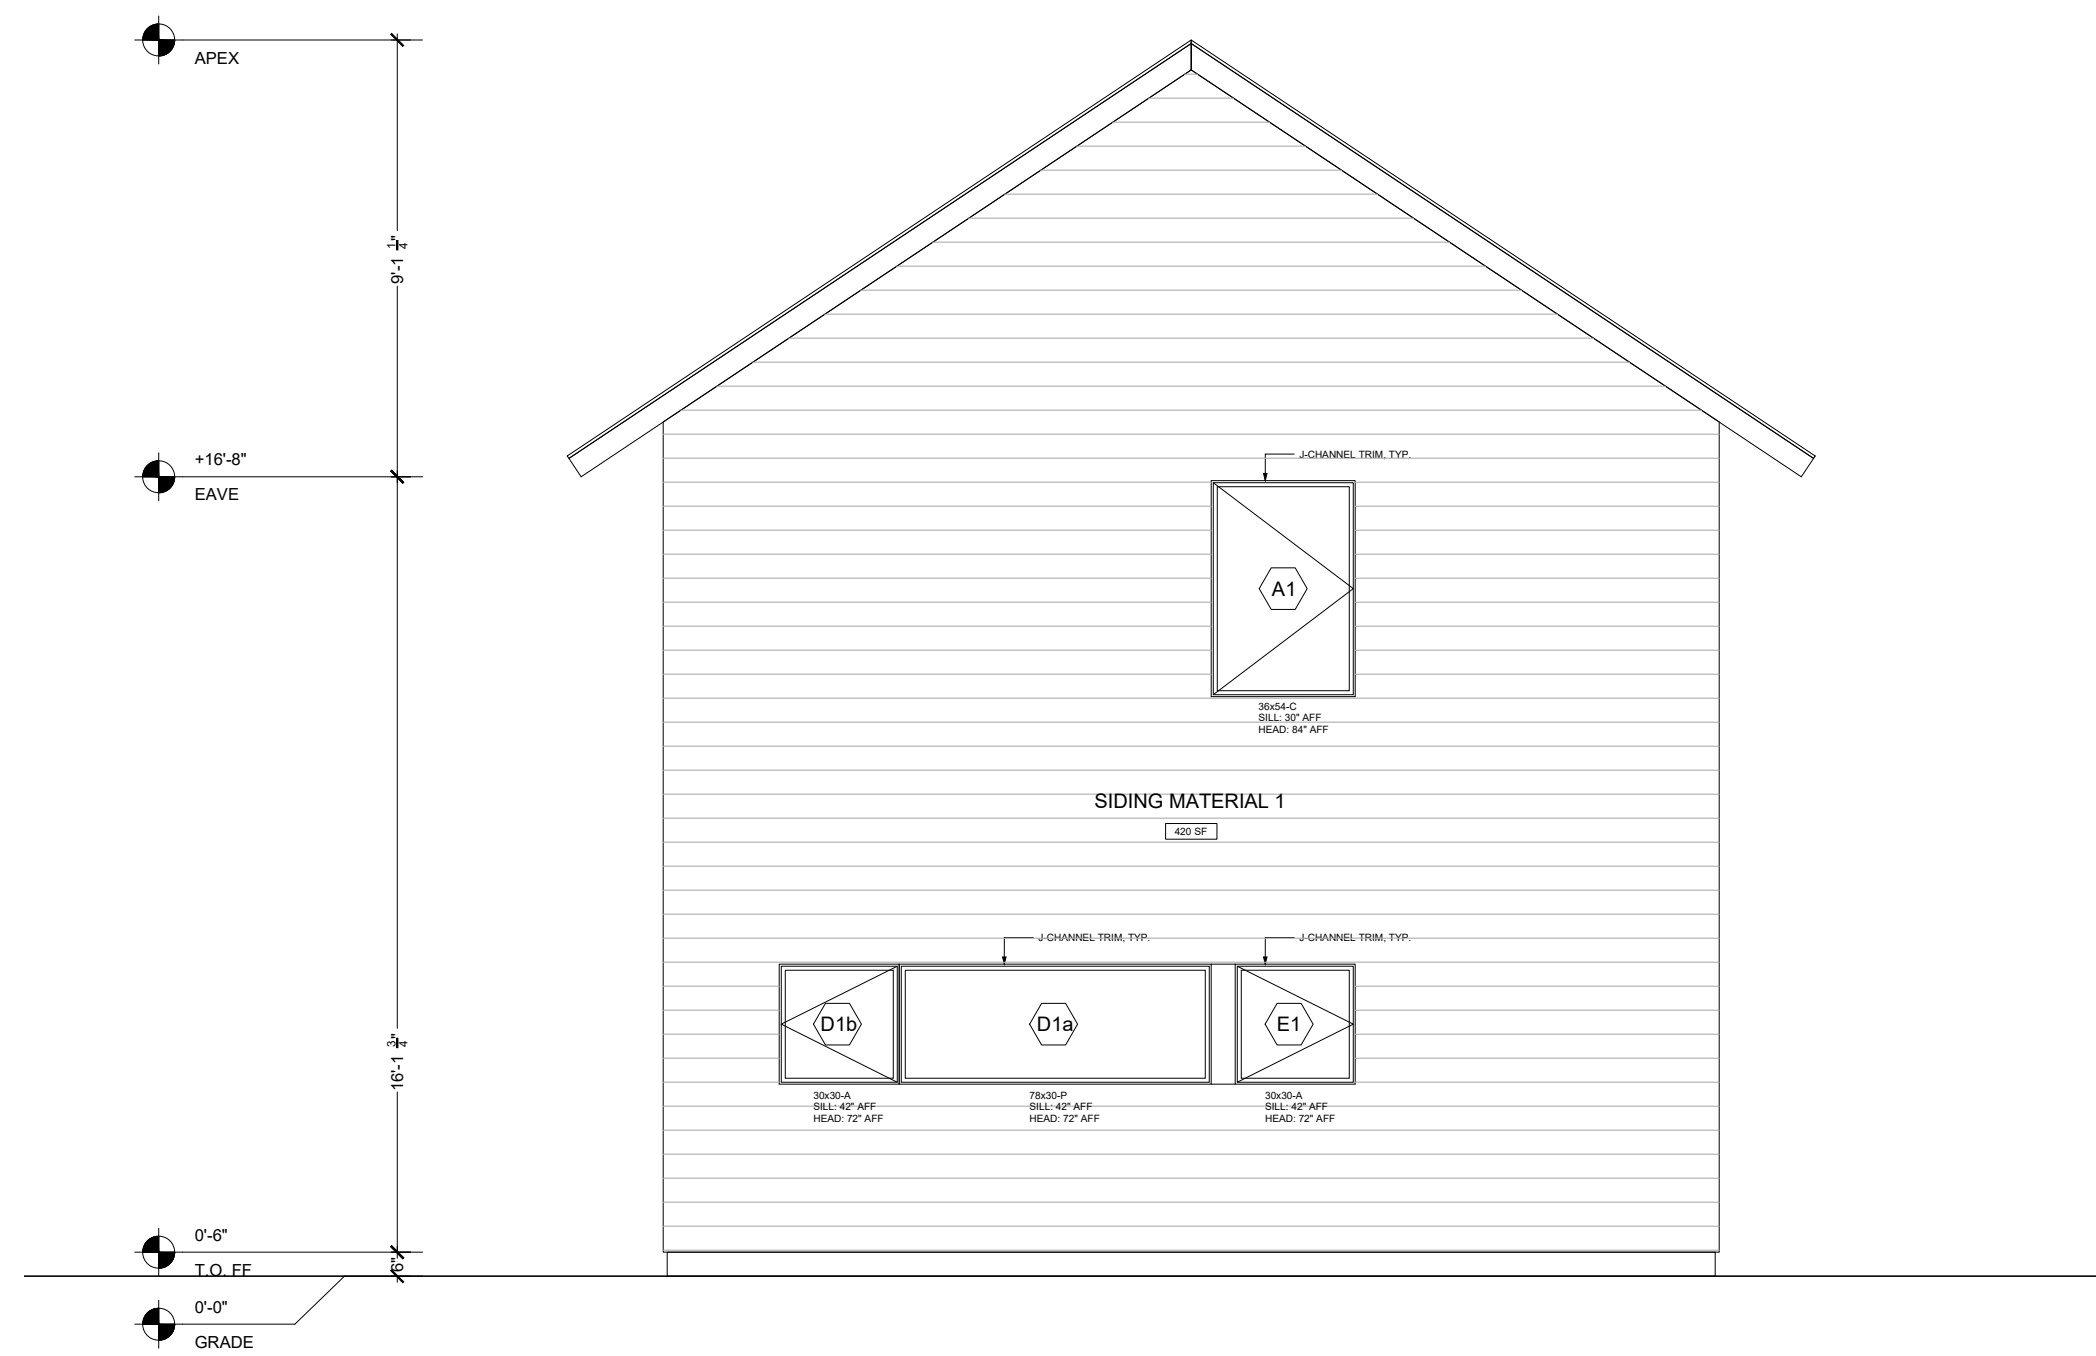 APEX
9'-1 1/4"
+16'-8"
EAVE
J-CHANNEL TRIM, TYP.
A1
36x54-C
SILL: 30" AFF
HEAD: 84" AFF
SIDING MATERIAL 1
420 SF
J-CHANNEL TRIM, TYP.
J-CHANNEL TRIM, TYP.
D1b
D1a
E1
30x30-A
SILL: 42" AFF
HEAD: 72" AFF
78x30-P
SILL: 42" AFF
HEAD: 72" AFF
30x30-A
SILL: 42" AFF
HEAD: 72" AFF
16'-1 3/4"
0'-6"
T.O. FF
6"
0'-0"
GRADE